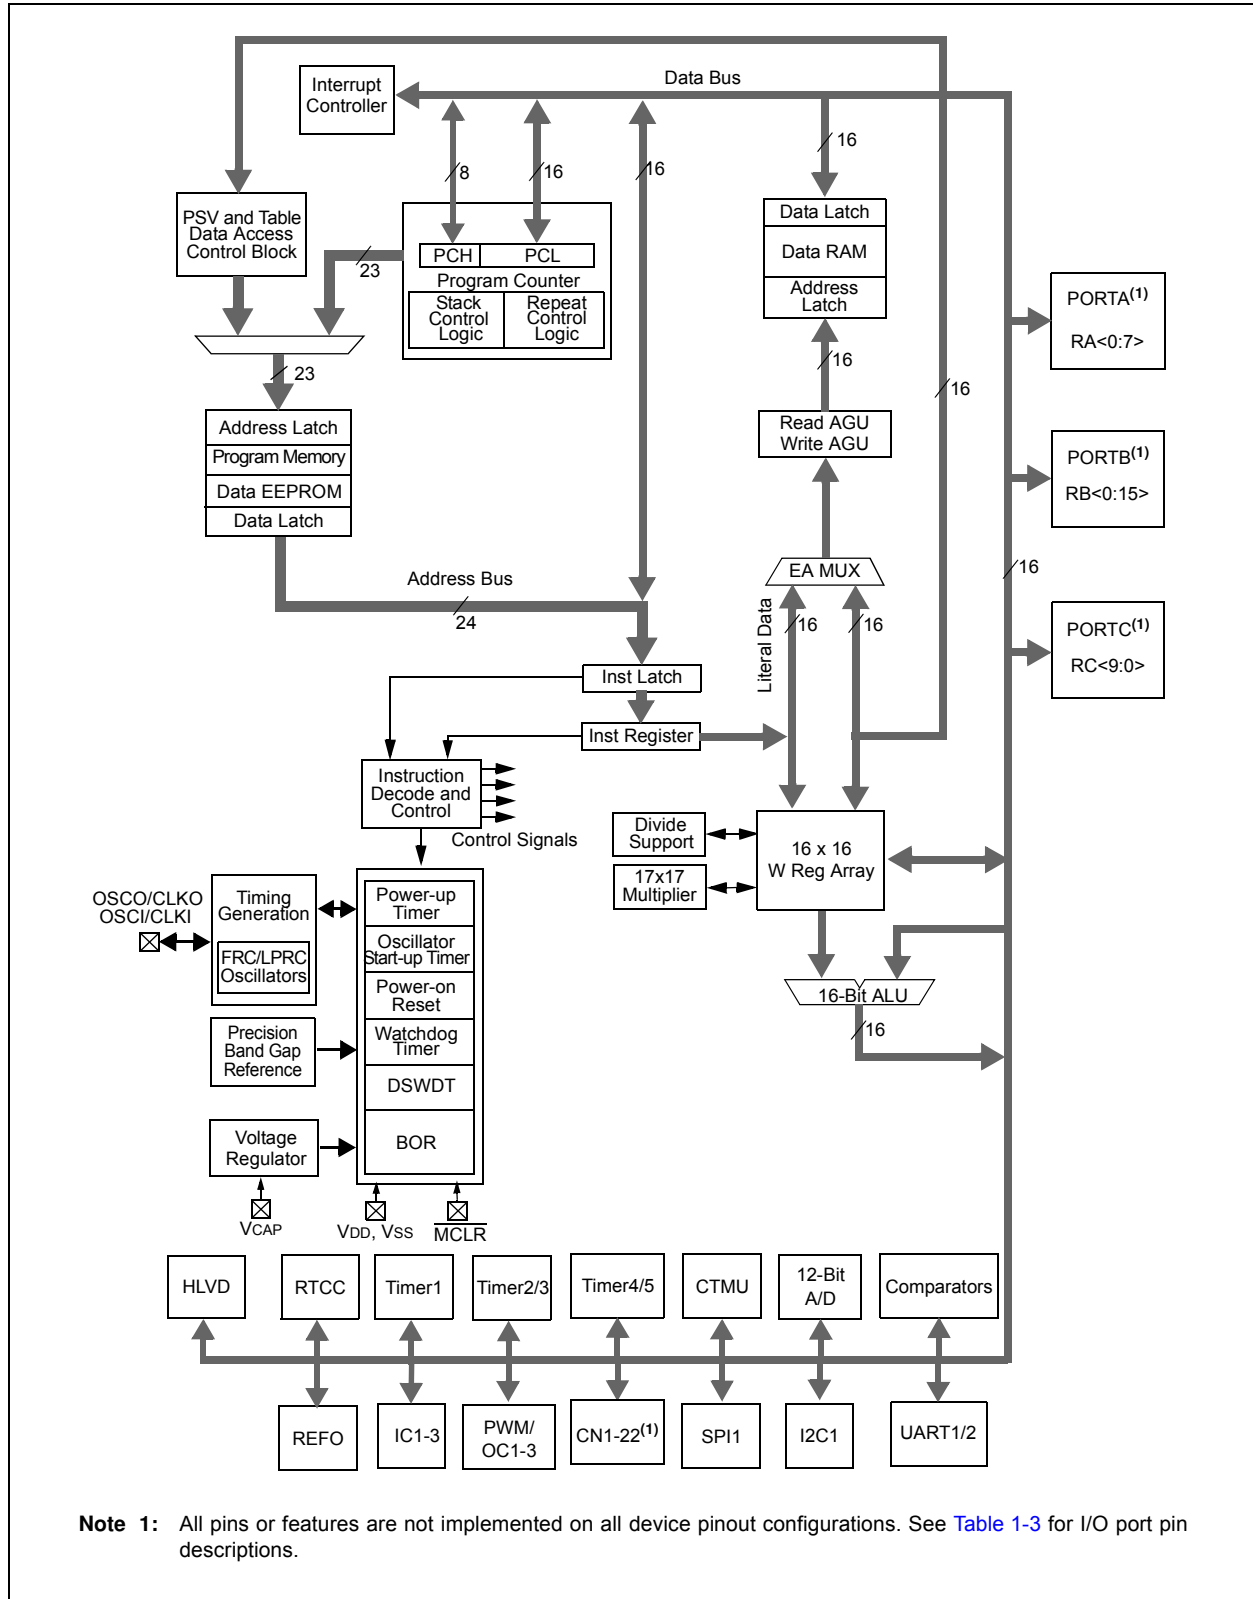 Data Bus
Interrupt
Controller
16
8
16
16
PSV and Table
Data Access
Control Block
23
PCH
PCL
Program Counter
Stack
Control
Logic
Repeat
Control
Logic
Data Latch
Data RAM
Address
Latch
PORTA(1)
RA<0:7>
23
16
16
Address Latch
Program Memory
Data EEPROM
Data Latch
Read AGU
Write AGU
PORTB(1)
RB<0:15>
EA MUX
16
Address Bus
24
Literal Data
16
16
PORTC(1)
RC<9:0>
Inst Latch
Inst Register
Instruction
Decode and
Control
Control Signals
Divide
Support
17x17
Multiplier
16 x 16
W Reg Array
OSCO/CLKO
OSCI/CLKI
Timing
Generation
FRC/LPRC
Oscillators
Power-up
Timer
Oscillator
Start-up Timer
Power-on
Reset
Watchdog
Timer
DSWDT
BOR
16-Bit ALU
16
Precision
Band Gap
Reference
Voltage
Regulator
VCAP
VDD, VSS
MCLR
HLVD
RTCC
Timer1
Timer2/3
Timer4/5
CTMU
12-Bit
A/D
Comparators
REFO
IC1-3
PWM/
OC1-3
CN1-22(1)
SPI1
I2C1
UART1/2
Note 1: All pins or features are not implemented on all device pinout configurations. See Table 1-3 for I/O port pin
descriptions.